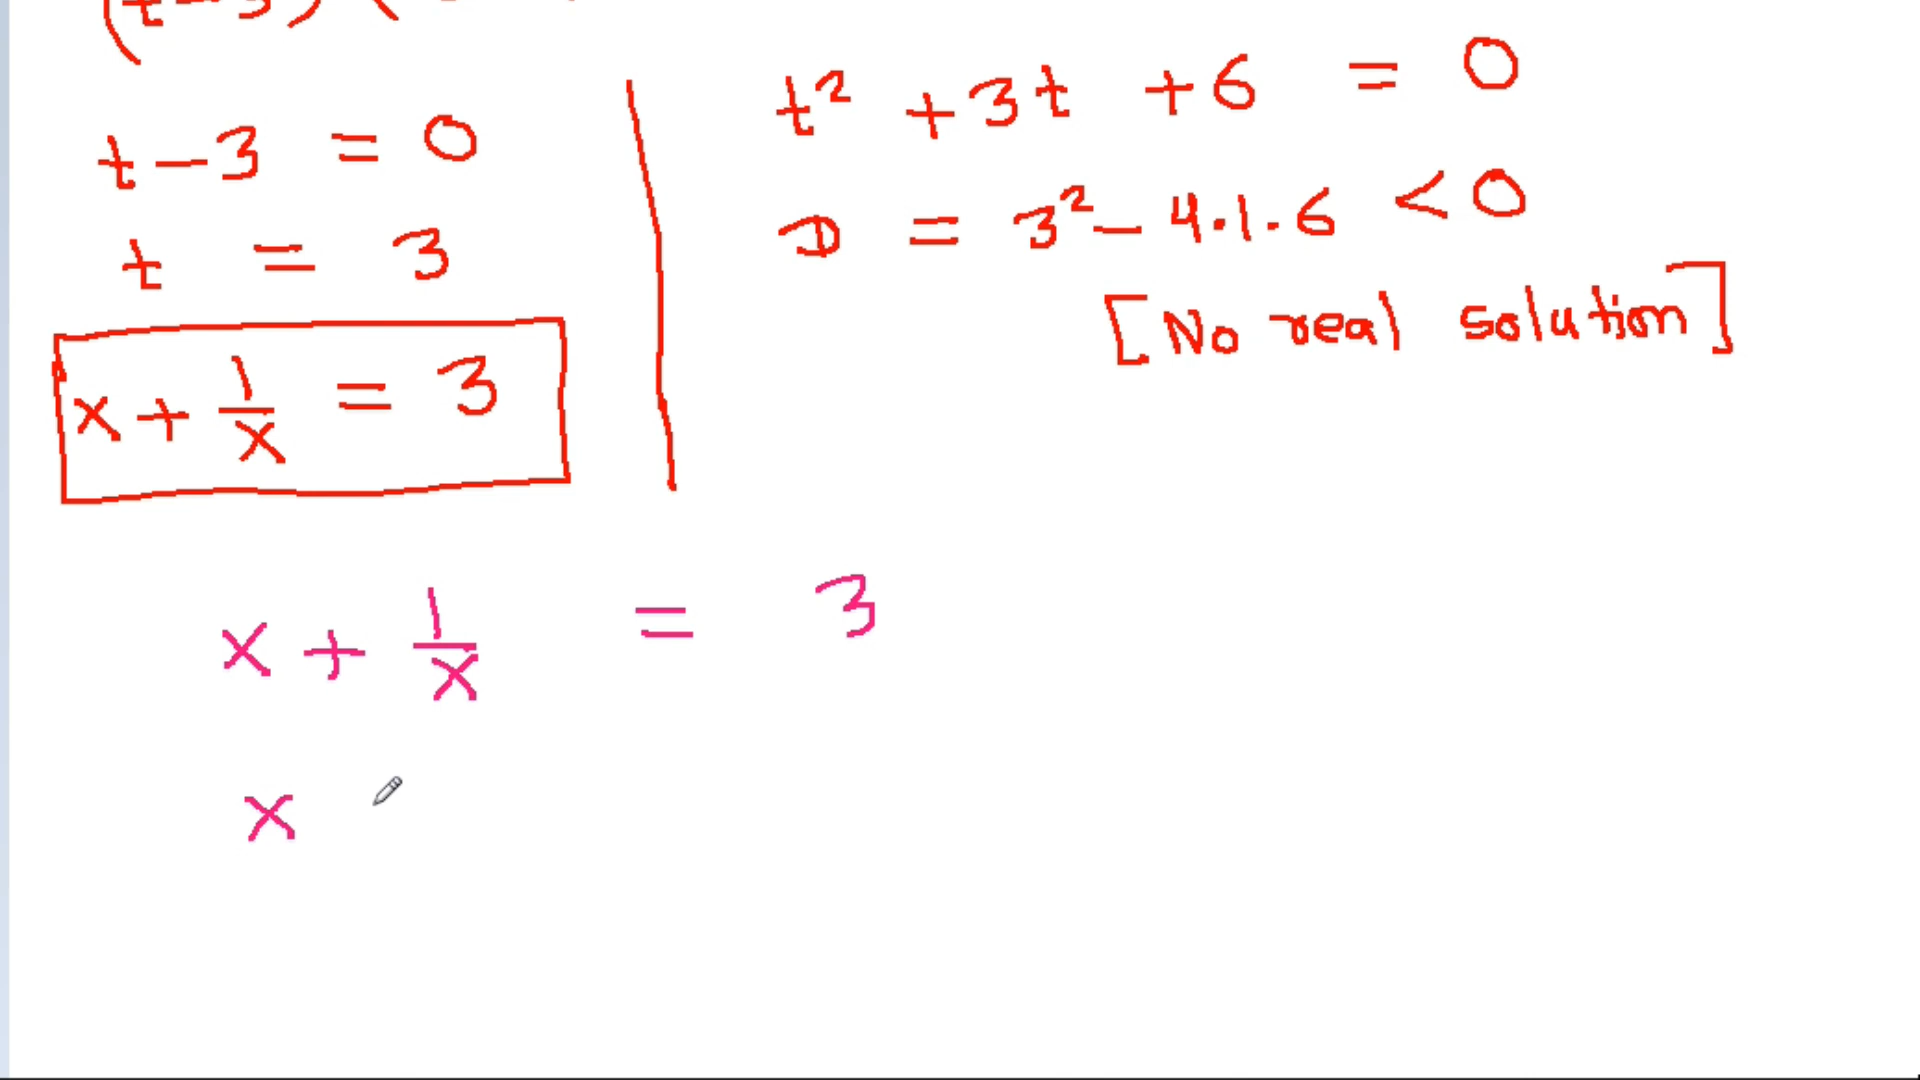 (t-3)(
t-3 = 0
t = 3
x + 1/x = 3
t² + 3t + 6 = 0
D = 3² - 4.1.6 < 0
[No real solution]
x + 1/x = 3
x